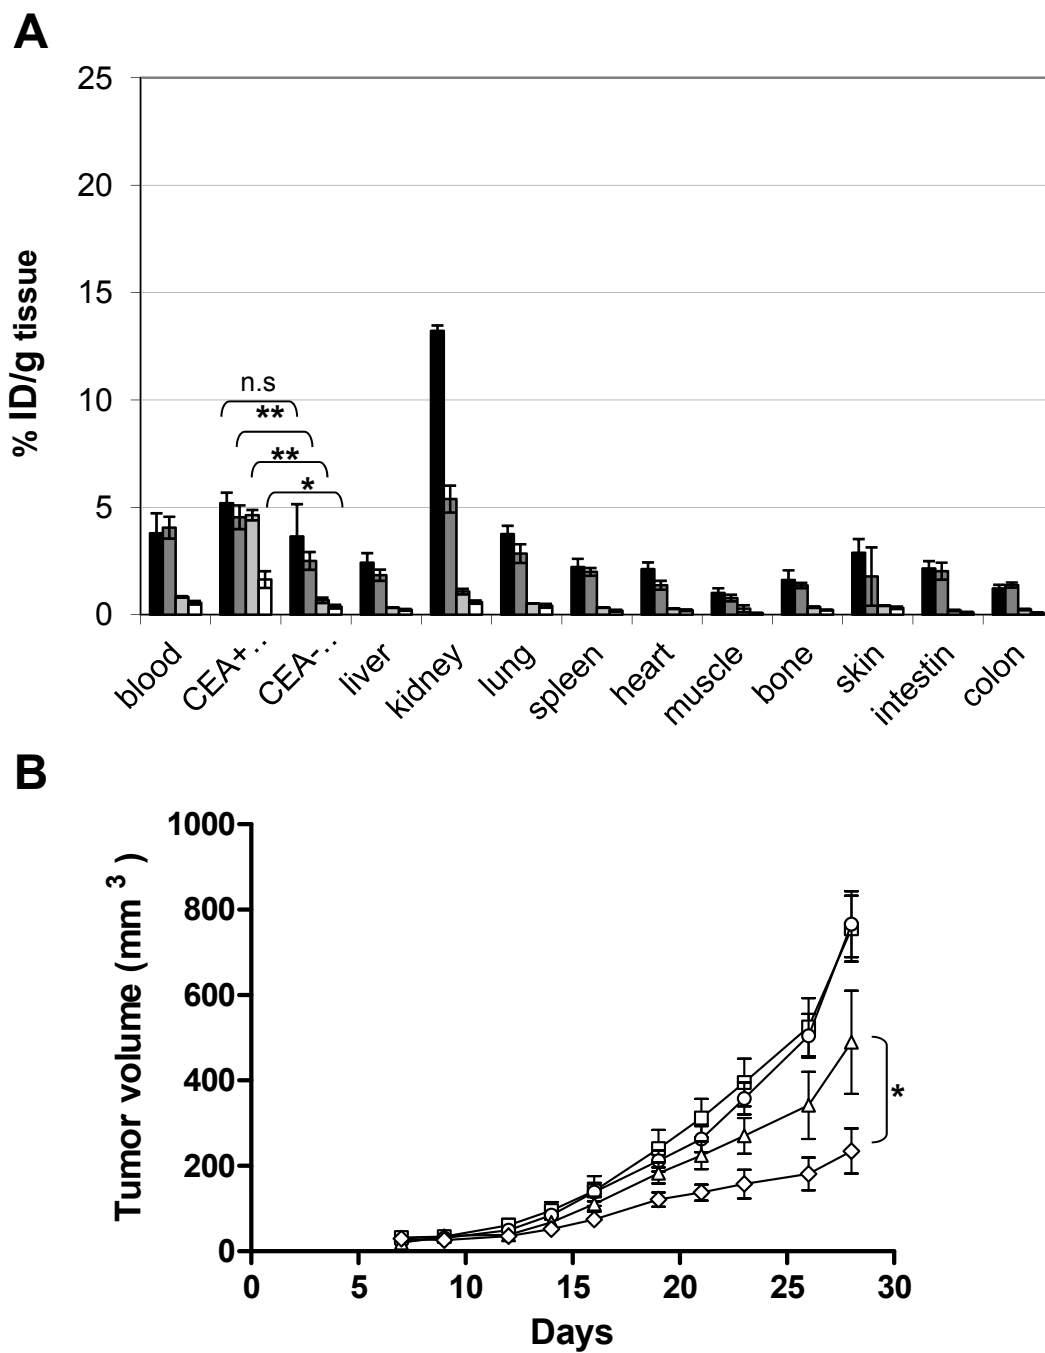 A
25
20
15
10
5
0
% ID/g tissue
n.s
**
**
*
blood
CEA+..
CEA-..
liver
kidney
lung
spleen
heart
muscle
bone
skin
intestin
colon
B
1000
800
600
400
200
0
Tumor volume (mm 3 )
*
0 5 10 15 20 25 30
Days